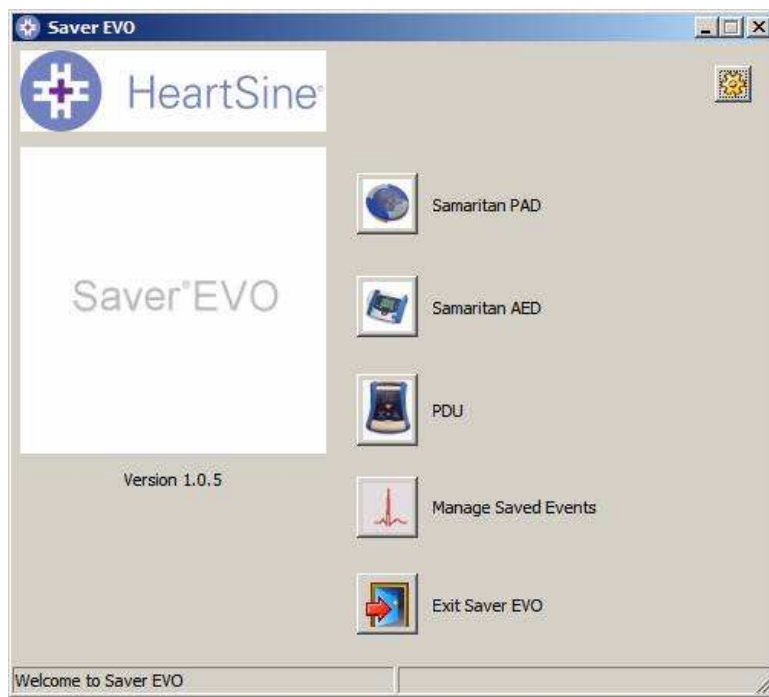 Saver EVO
HeartSine®
Saver®EVO
Version 1.0.5
Samaritan PAD
Samaritan AED
PDU
Manage Saved Events
Exit Saver EVO
Welcome to Saver EVO